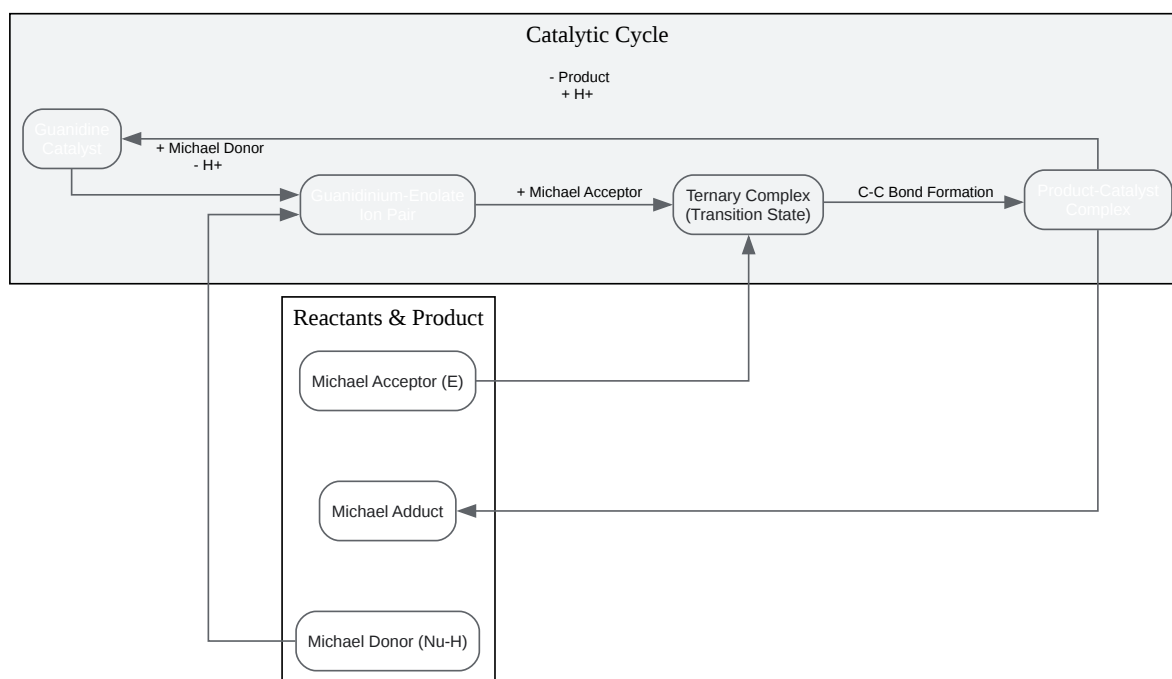 Catalytic Cycle
- Product
+ H+
Guanidine
Catalyst
+ Michael Donor
- H+
Guanidinium-Enolate
Ion Pair
+ Michael Acceptor
Ternary Complex
(Transition State)
C-C Bond Formation
Product-Catalyst
Complex
Reactants & Product
Michael Acceptor (E)
Michael Adduct
Michael Donor (Nu-H)